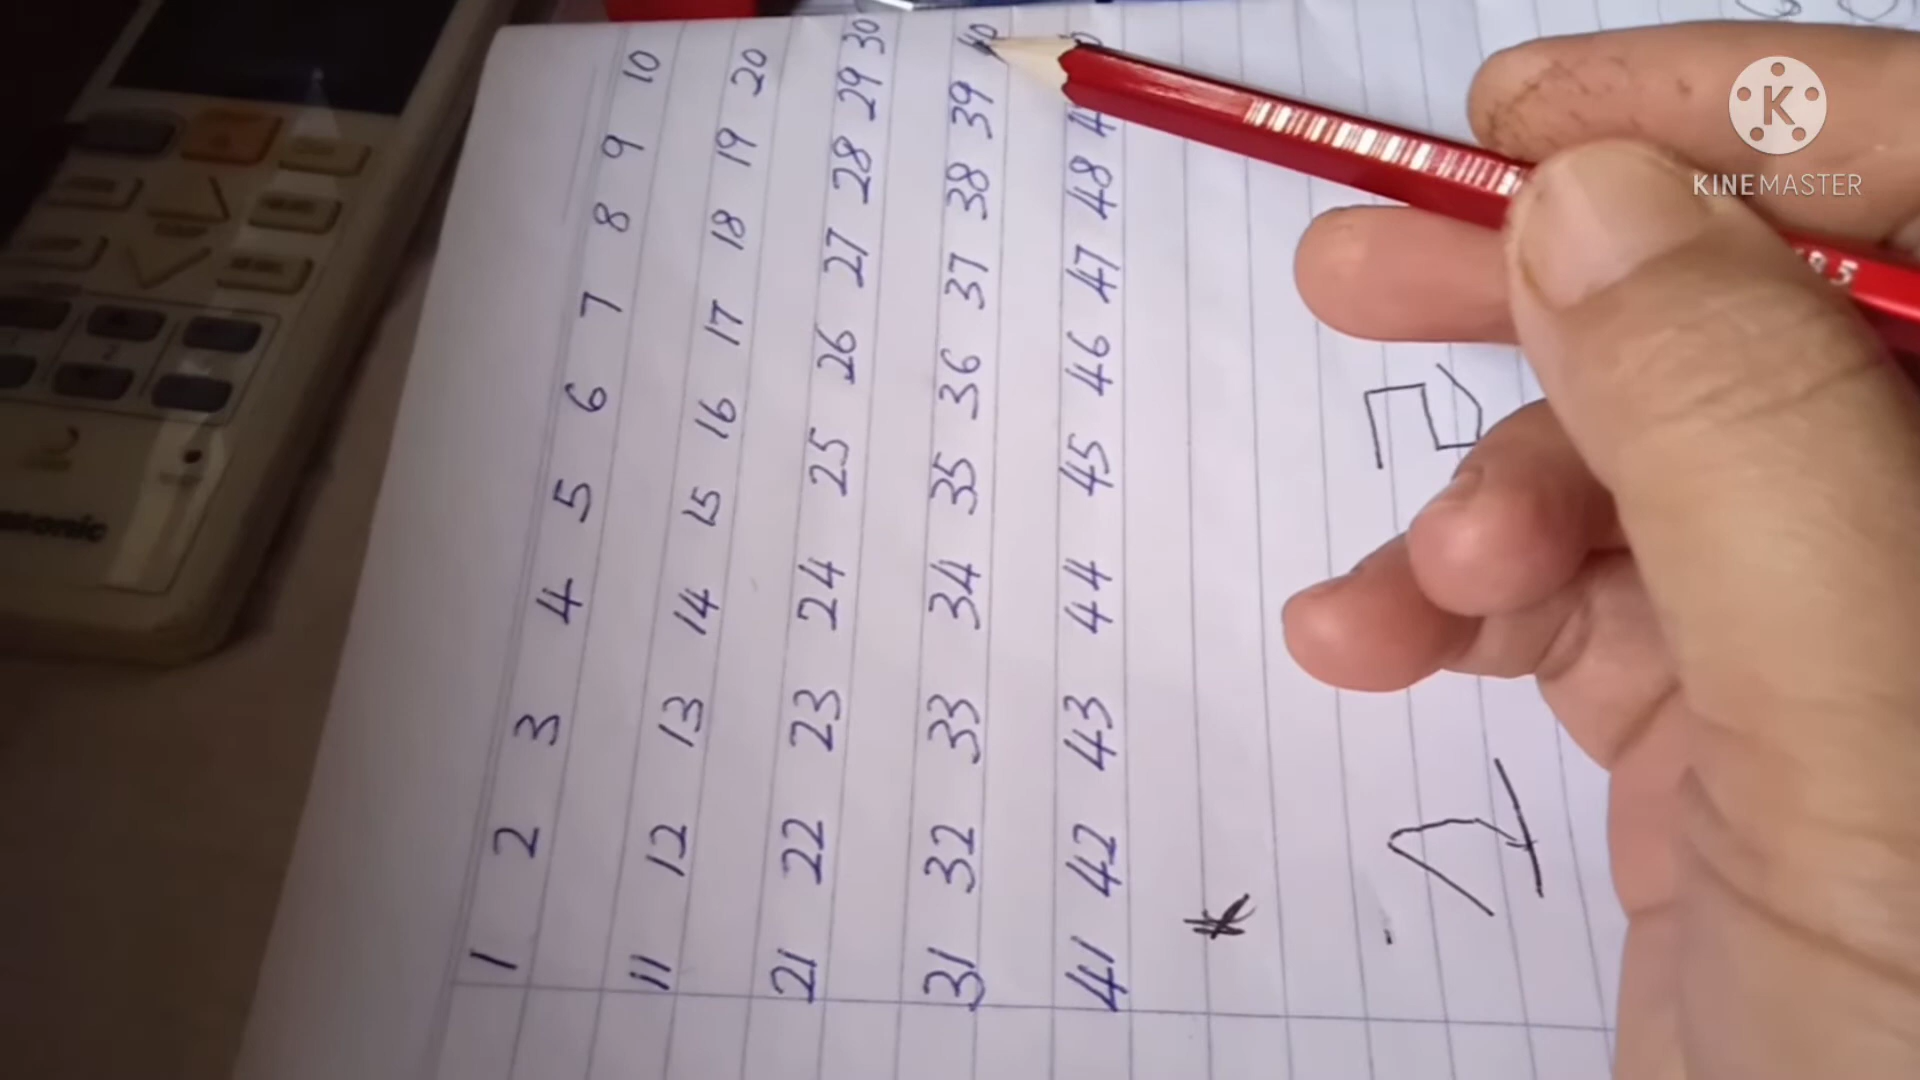 1 2 3 4 5 6 7 8 9 10
11 12 13 14 15 16 17 18 19 20
21 22 23 24 25 26 27 28 29 30
31 32 33 34 35 36 37 38 39 40
41 42 43 44 45 46 47 48
KINEMASTER